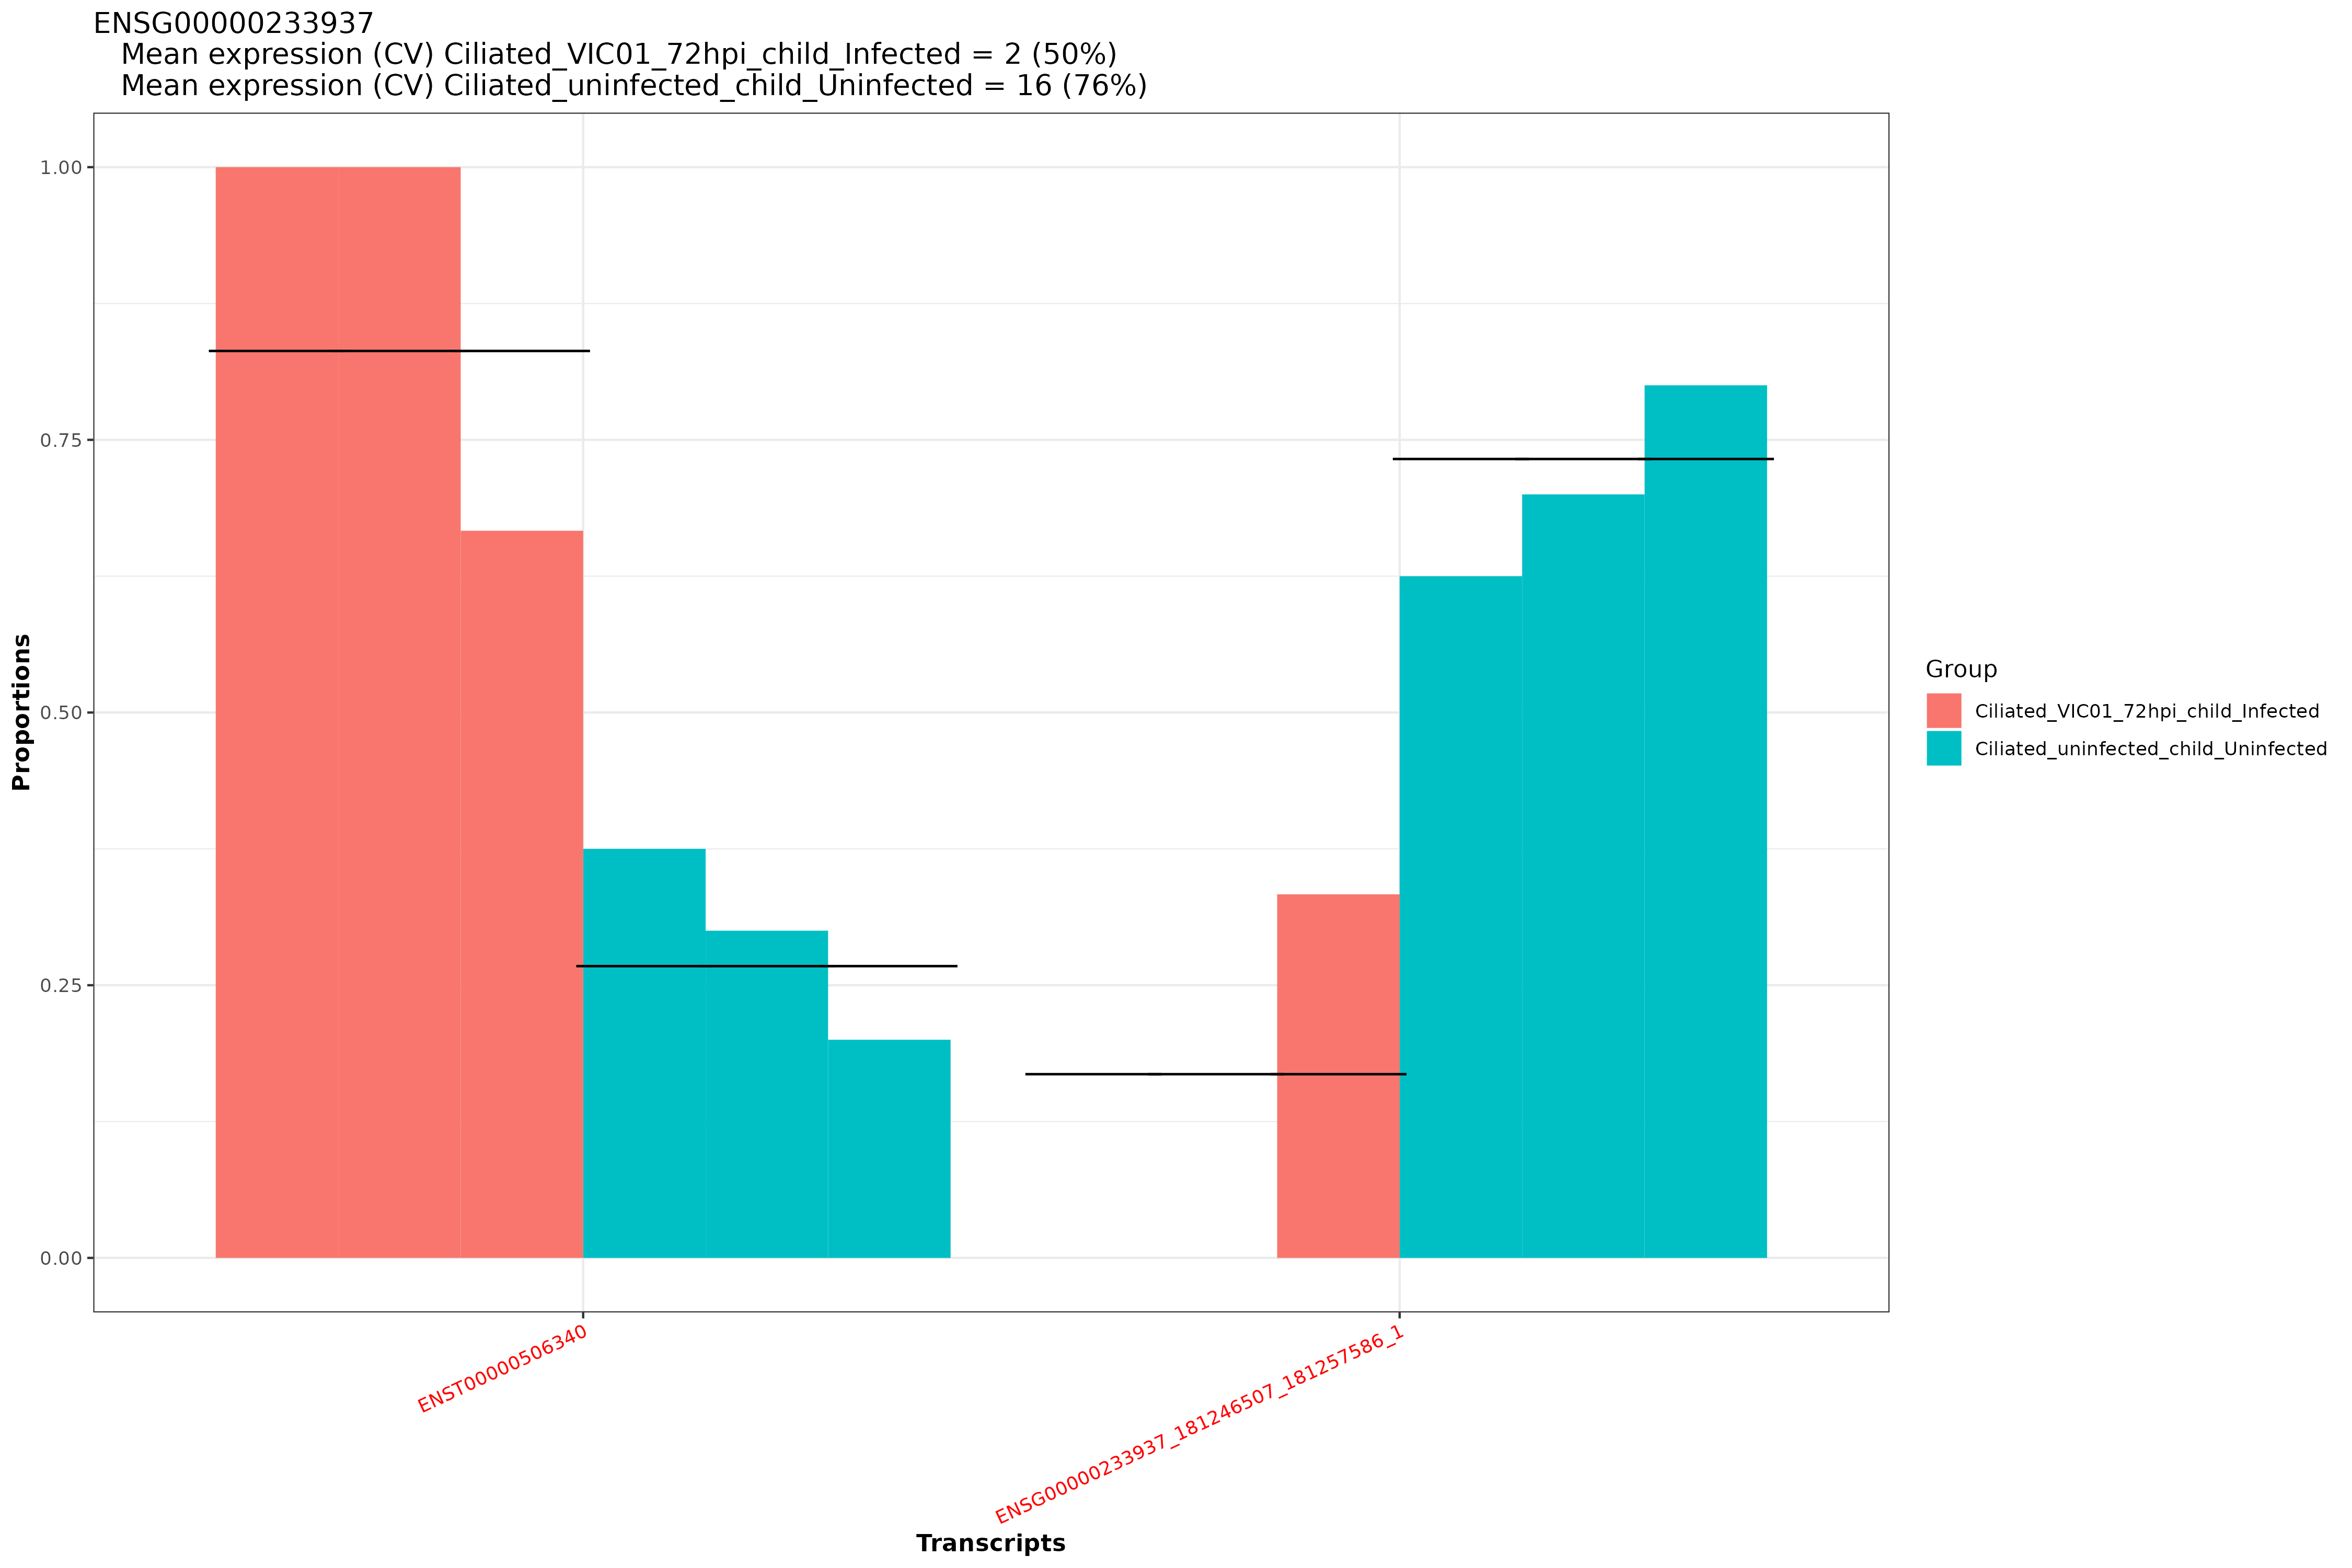 ENSG00000233937
Mean expression (CV) Ciliated_VIC01_72hpi_child_Infected = 2 (50%)
Mean expression (CV) Ciliated_uninfected_child_Uninfected = 16 (76%)
1.00
0.75
0.50
0.25
0.00
Proportions
Group
Ciliated_VIC01_72hpi_child_Infected
Ciliated_uninfected_child_Uninfected
ENST0000506340
ENSG00000233937_181246507_181257586_1
Transcripts